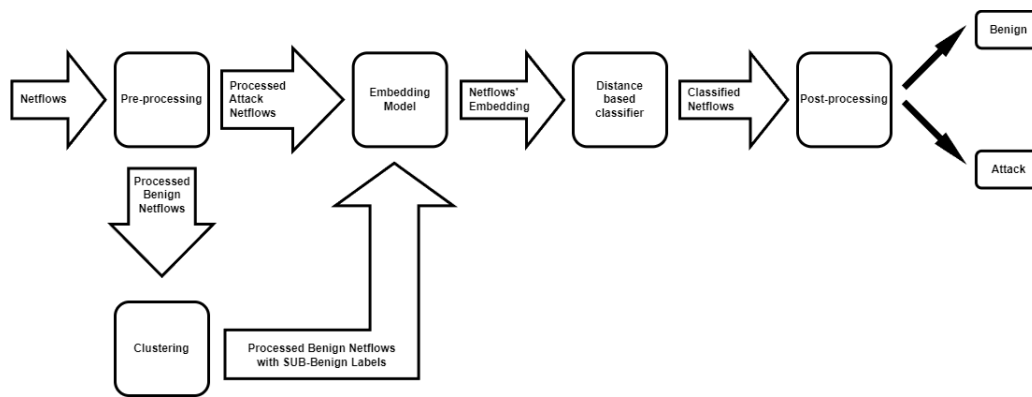 Netflows
Pre-processing
Processed
Attack
Netflows
Embedding
Model
Netflows'
Embedding
Distance
based
classifier
Classified
Netflows
Post-processing
Benign
Attack
Processed
Benign
Netflows
Clustering
Processed Benign Netflows
with SUB-Benign Labels